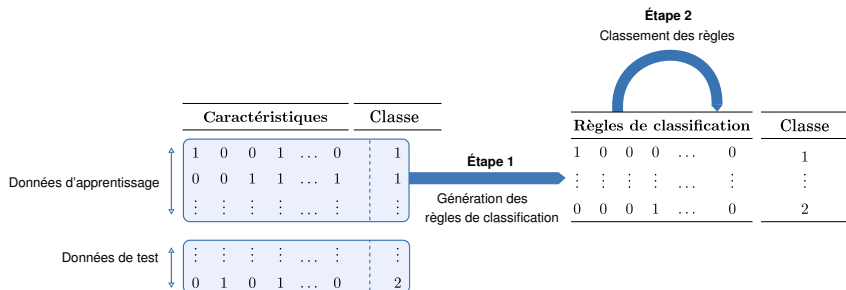 Étape 2
Classement des règles
Caractéristiques Classe
Règles de classification Classe
Données d'apprentissage
1 0 0 1 ... 0 1
0 0 1 1 ... 1 1
⋮ ⋮ ⋮ ⋮ ... ⋮ ⋮
Étape 1
Génération des
règles de classification
1 0 0 0 ... 0 1
⋮ ⋮ ⋮ ⋮ ... ⋮ ⋮
0 0 0 1 ... 0 2
Données de test
⋮ ⋮ ⋮ ⋮ ... ⋮ ⋮
0 1 0 1 ... 0 2